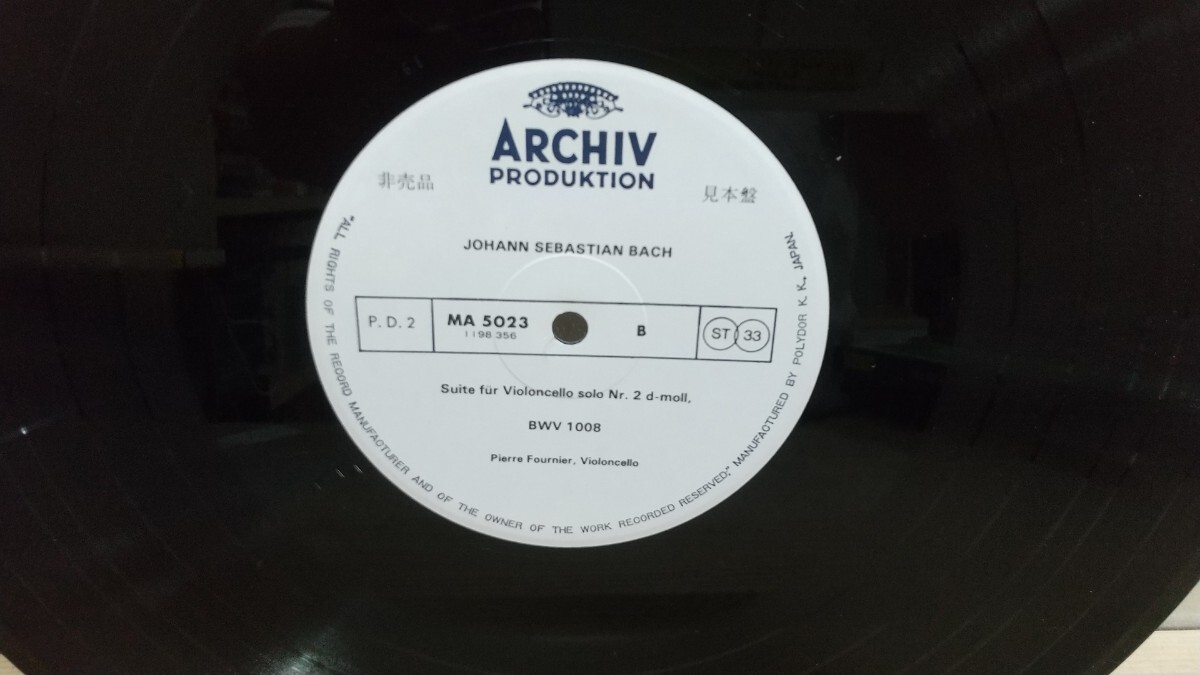 ARCHIV
PRODUKTION
非売品
見本盤
JOHANN SEBASTIAN BACH
P. D. 2
MA 5023
1198 356
B
ST 33
Suite für Violoncello solo Nr. 2 d-moll,
BWV 1008
Pierre Fournier, Violoncello
"ALL RIGHTS OF THE RECORD MANUFACTURER AND OF THE OWNER OF THE WORK RECORDED RESERVED;" MANUFACTURED BY POLYDOR K. K., JAPAN.